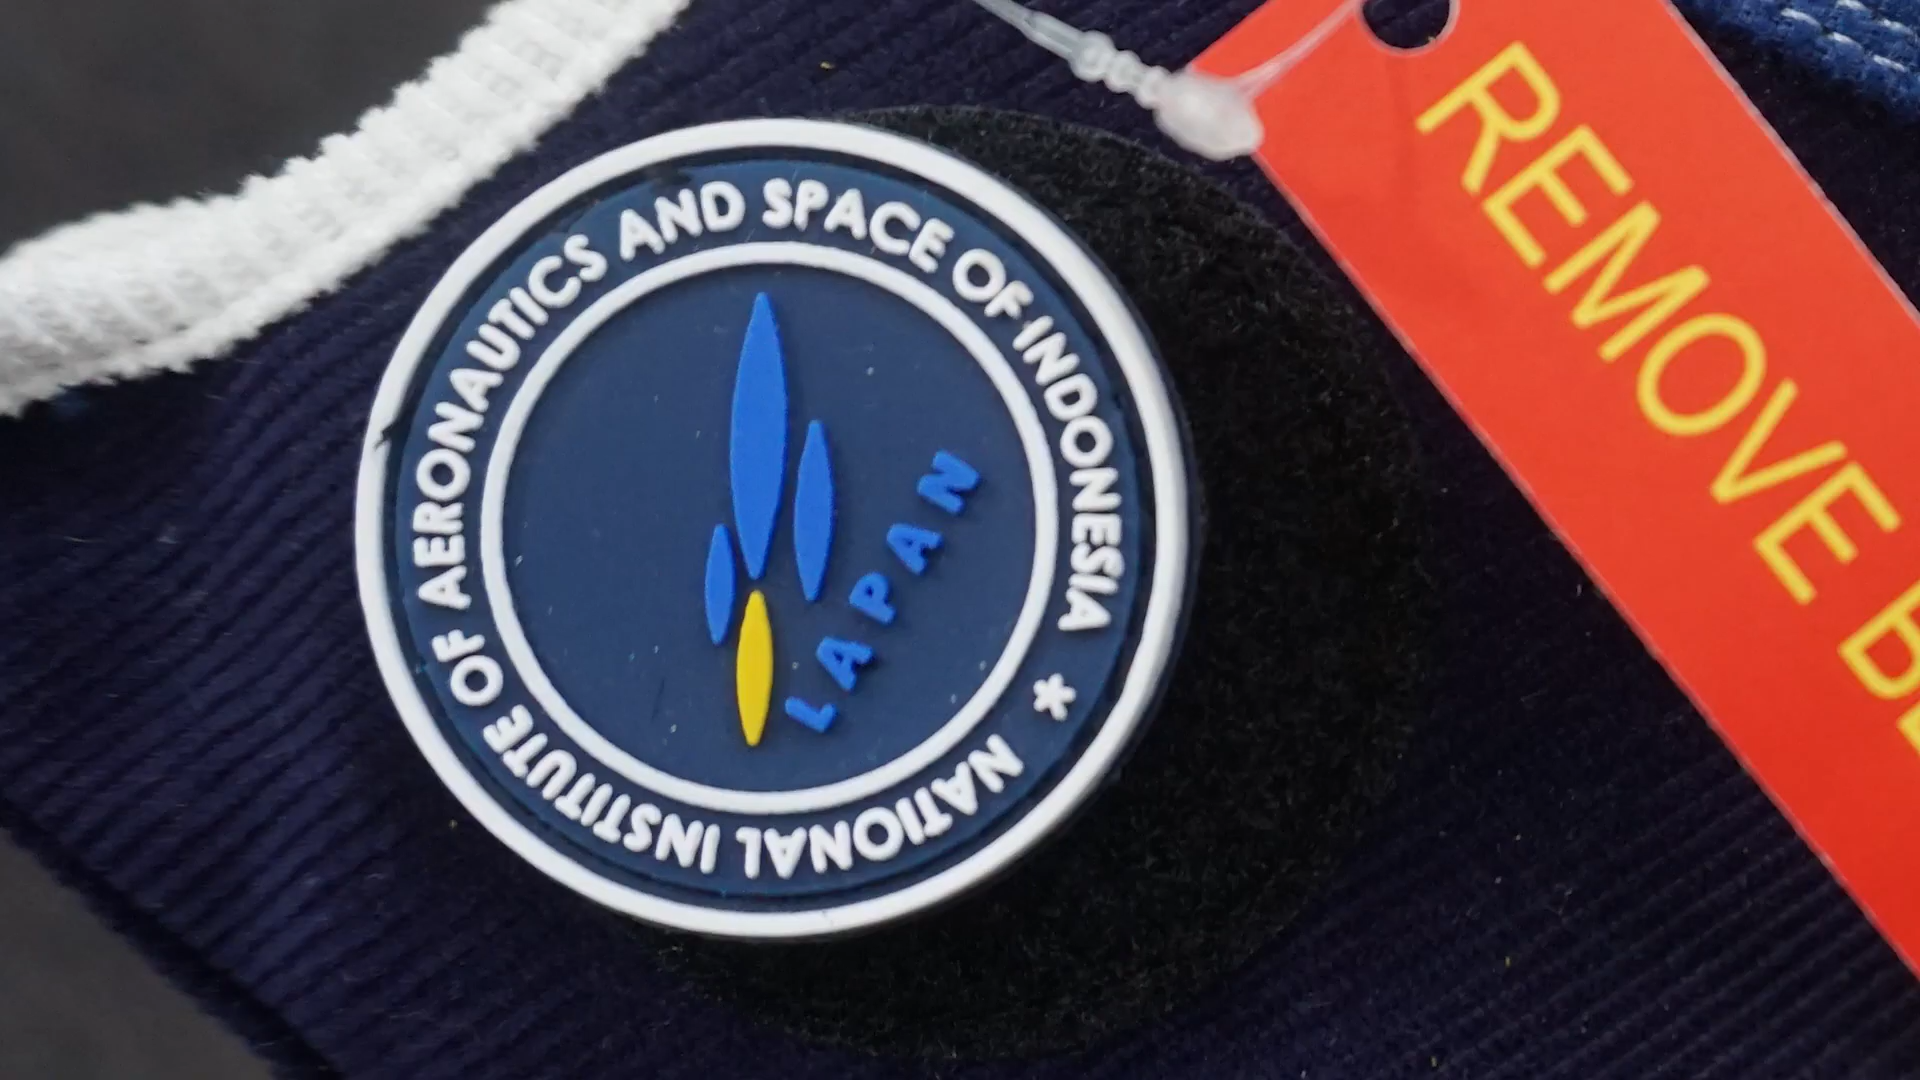 NATIONAL INSTITUTE OF AERONAUTICS AND SPACE OF INDONESIA *
LAPAN
REMOVE